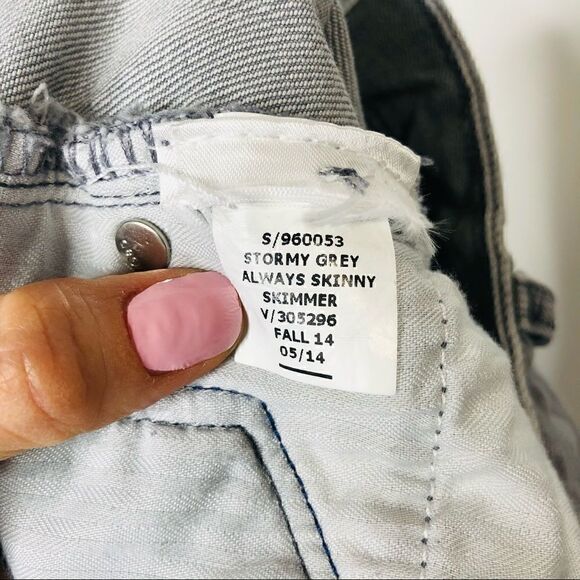 S/960053
STORMY GREY
ALWAYS SKINNY
SKIMMER
V/305296
FALL 14
05/14